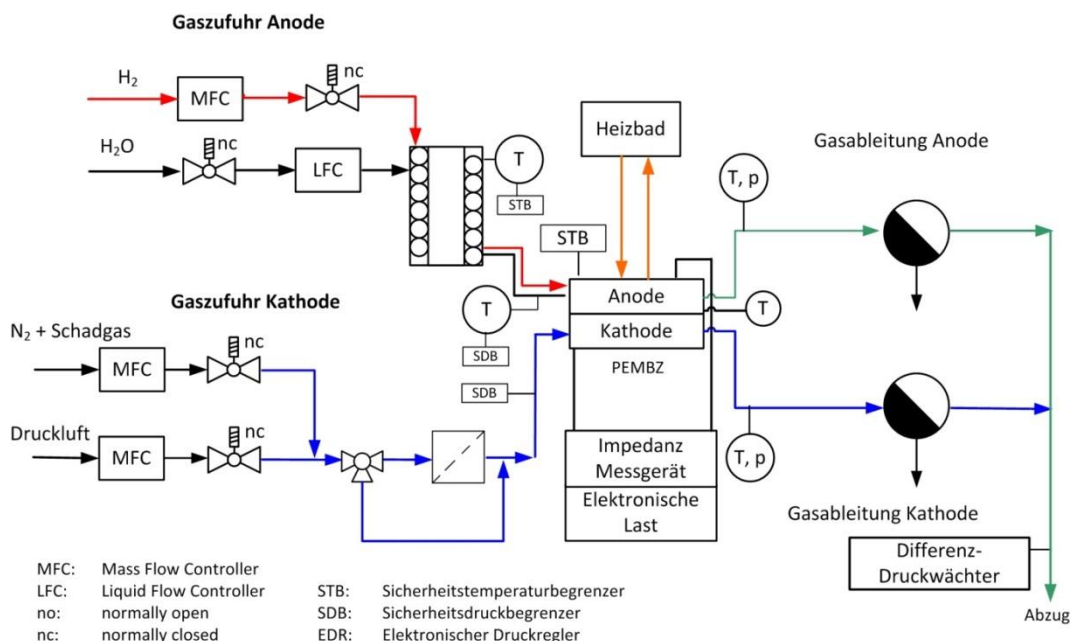 Gaszufuhr Anode
H₂
MFC
nc
H₂O
nc
LFC
T
STB
Heizbad
Gasableitung Anode
T, p
STB
Gaszufuhr Kathode
T
SDB
Anode
T
Kathode
N₂ + Schadgas
MFC
nc
SDB
PEMBZ
Druckluft
MFC
nc
T, p
Impedanz
Messgerät
Elektronische
Last
Gasableitung Kathode
Differenz-
Druckwächter
Abzug
MFC: Mass Flow Controller
LFC: Liquid Flow Controller
no: normally open
nc: normally closed
STB: Sicherheitstemperaturbegrenzer
SDB: Sicherheitsdruckbegrenzer
EDR: Elektronischer Druckregler